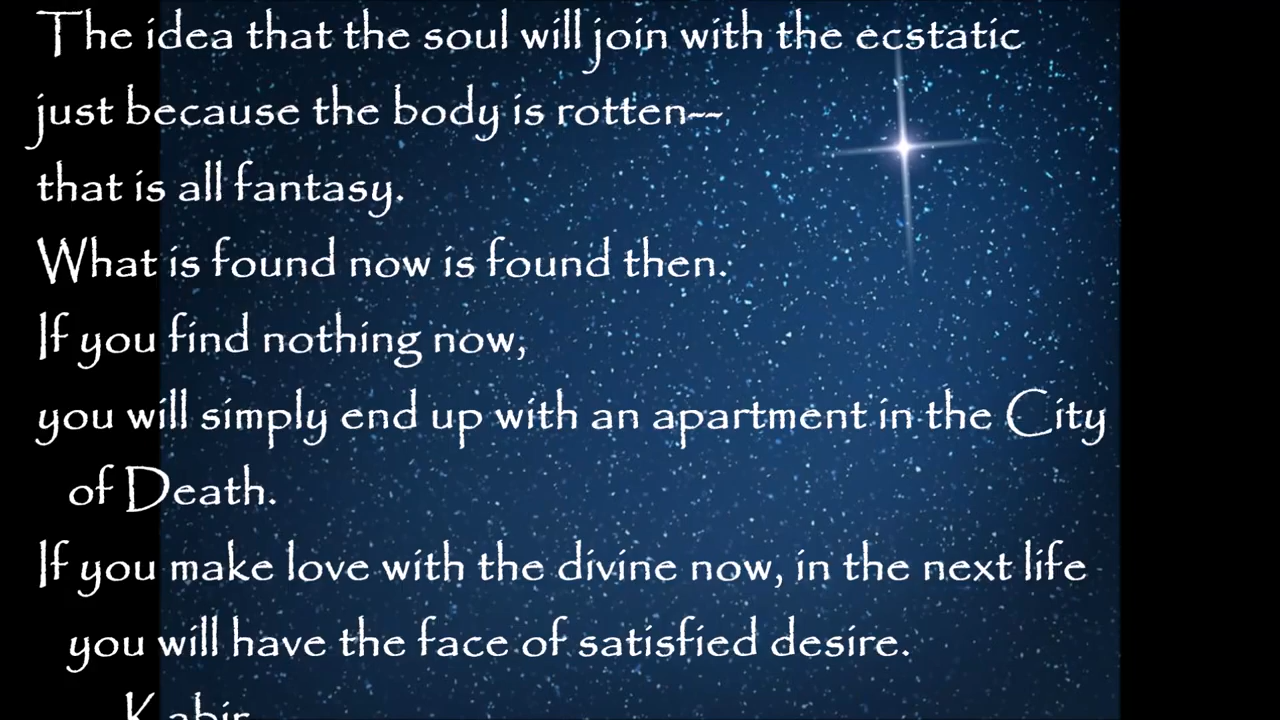 The idea that the soul will join with the ecstatic
just because the body is rotten--
that is all fantasy.
What is found now is found then.
If you find nothing now,
you will simply end up with an apartment in the City
of Death.
If you make love with the divine now, in the next life
you will have the face of satisfied desire.
Kabir